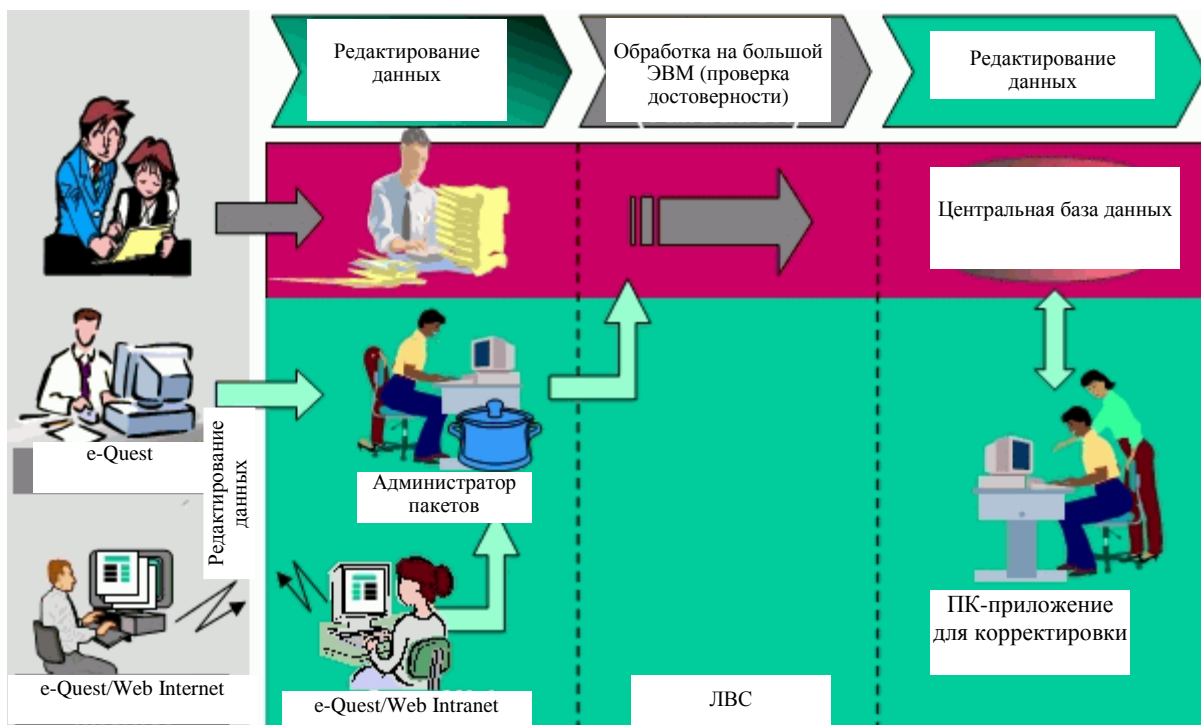 Редактирование
данных
Обработка на большой
ЭВМ (проверка
достоверности)
Редактирование
данных
Центральная база данных
e-Quest
Редактирование
данных
Администратор
пакетов
ПК-приложение
для корректировки
e-Quest/Web Internet
e-Quest/Web Intranet
ЛВС